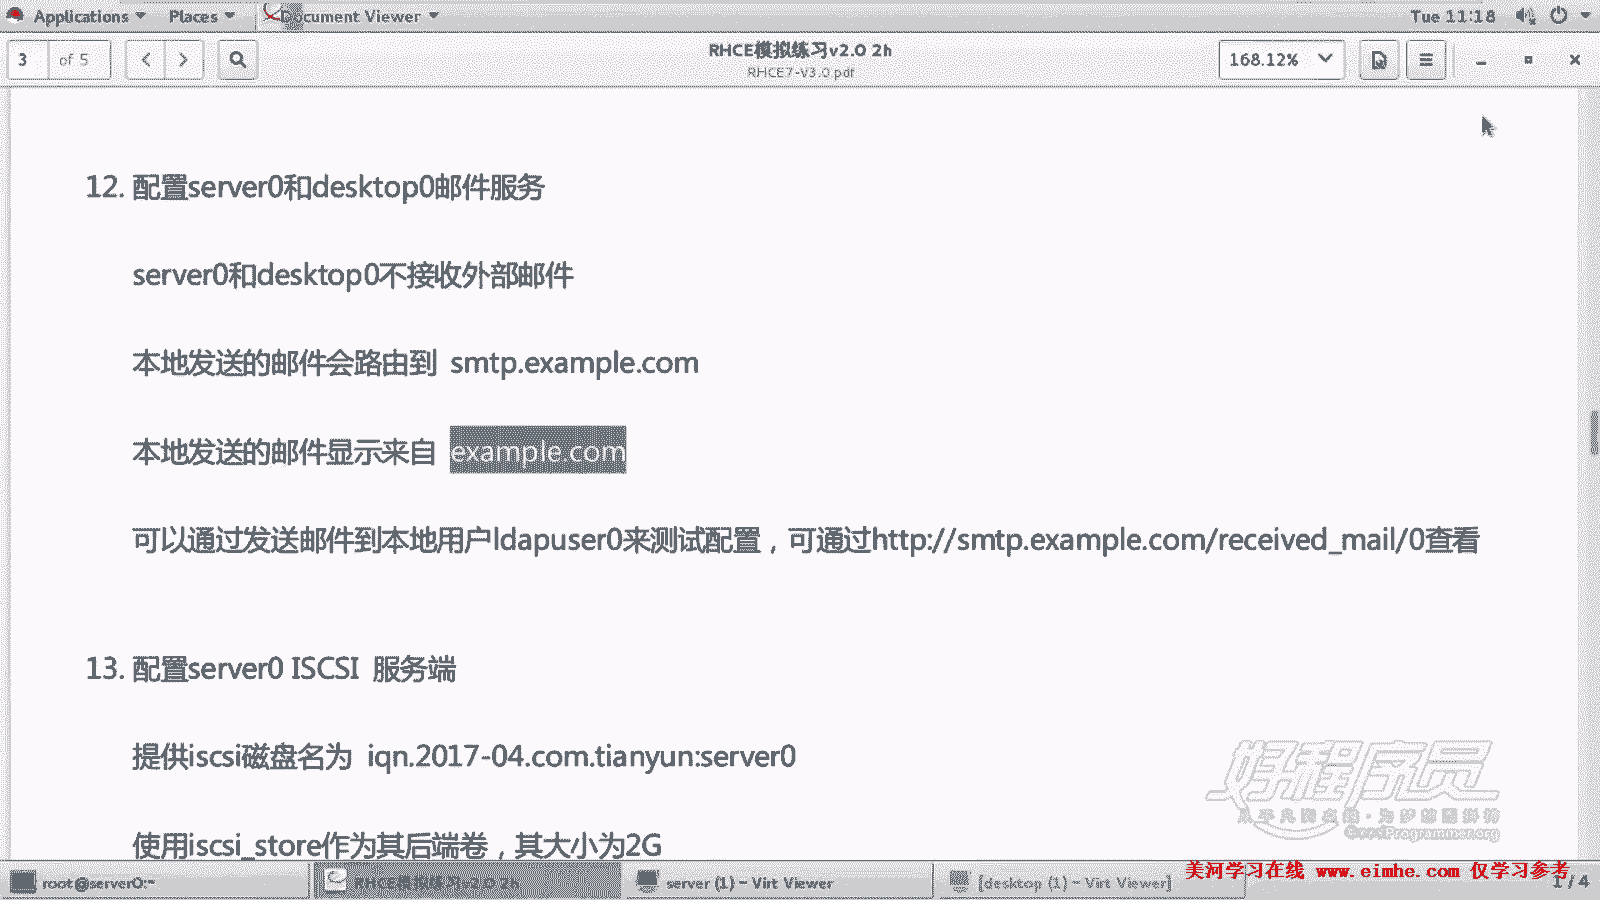 Applications Places Document Viewer Tue 11:18
3 of 5 RHCE模拟练习v2.0 2h 168.12%
RHCE7-V3.0.pdf
12. 配置server0和desktop0邮件服务
server0和desktop0不接收外部邮件
本地发送的邮件会路由到 smtp.example.com
本地发送的邮件显示来自 example.com
可以通过发送邮件到本地用户ldapuser0来测试配置，可通过http://smtp.example.com/received_mail/0查看
13. 配置server0 ISCSI 服务端
提供iscsi磁盘名为 iqn.2017-04.com.tianyun:server0
使用iscsi_store作为其后端卷，其大小为2G
好程序员
GoodProgrammer.org
美河学习在线 www.eimhe.com 仅学习参考
root@server0:~ RHCE模拟练习v2.0 2h server (1) - Virt Viewer [desktop (1) - Virt Viewer] 1 / 4